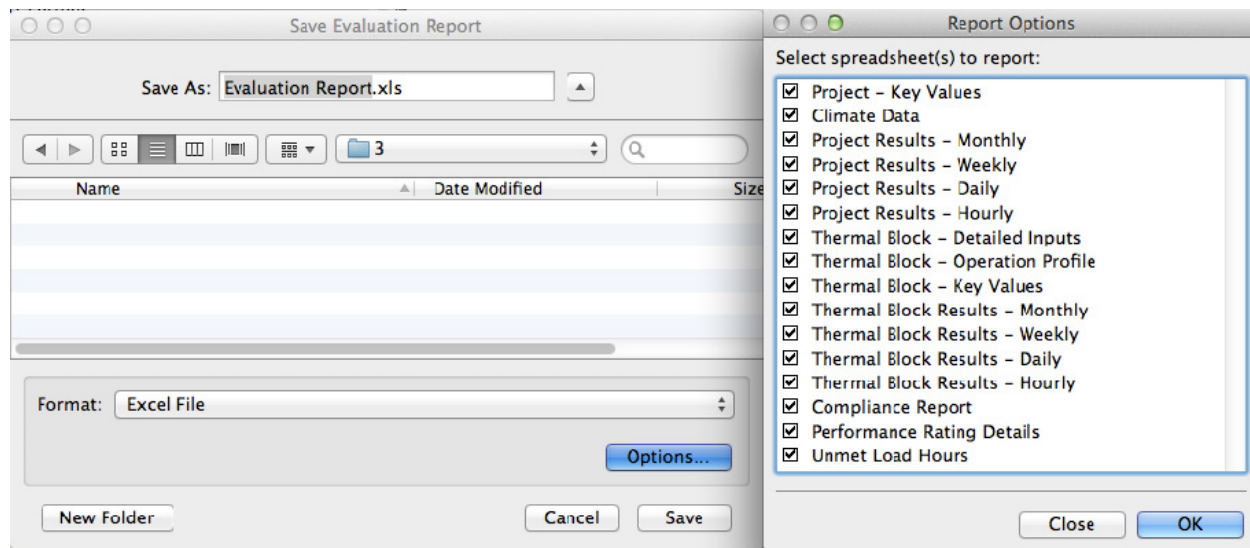 Save Evaluation Report
Save As: Evaluation Report.xls
3
Name Date Modified Size
Format: Excel File
Options...
New Folder Cancel Save
Report Options
Select spreadsheet(s) to report:
Project – Key Values
Climate Data
Project Results – Monthly
Project Results – Weekly
Project Results – Daily
Project Results – Hourly
Thermal Block – Detailed Inputs
Thermal Block – Operation Profile
Thermal Block – Key Values
Thermal Block Results – Monthly
Thermal Block Results – Weekly
Thermal Block Results – Daily
Thermal Block Results – Hourly
Compliance Report
Performance Rating Details
Unmet Load Hours
Close OK